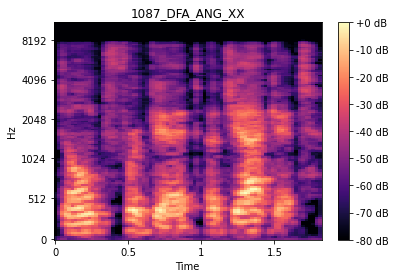 1087_DFA_ANG_XX
+0 dB
8192
-10 dB
4096
-20 dB
-30 dB
2048
-40 dB
Hz
1024
-50 dB
512
-60 dB
-70 dB
0
-80 dB
0 0.5 1 1.5
Time